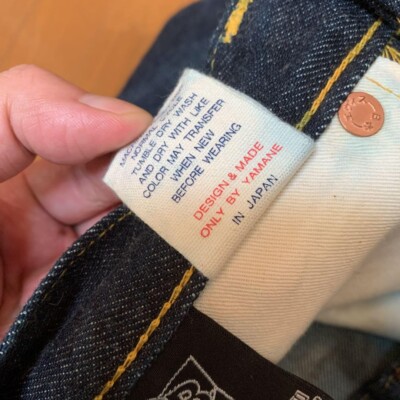 NORMAL
TUMBLE DRY WASH
AND DRY WITH LIKE
COLOR MAY TRANSFER
WHEN NEW
BEFORE WEARING
DESIGN & MADE
ONLY BY YAMANE
IN JAPAN